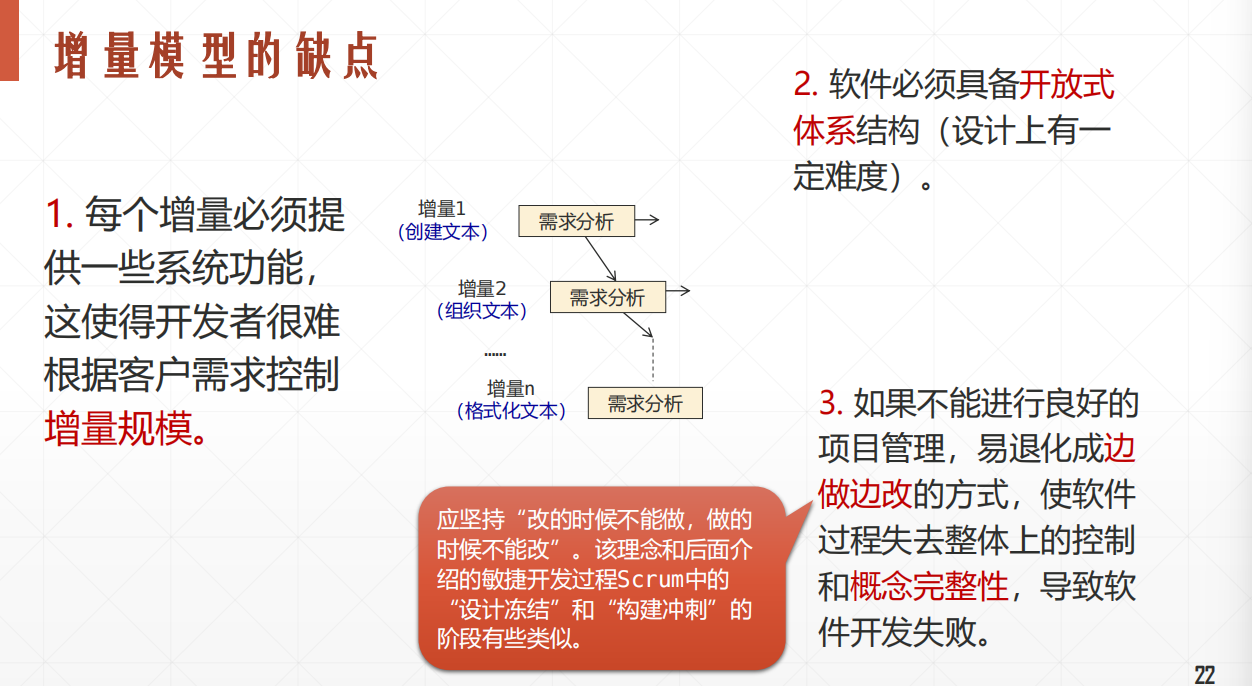 增量模型的缺点
1. 每个增量必须提
供一些系统功能，
这使得开发者很难
根据客户需求控制
增量规模。
增量1
（创建文本）
需求分析
增量2
（组织文本）
需求分析
……
增量n
（格式化文本）
需求分析
2. 软件必须具备开放式
体系结构（设计上有一
定难度）。
3. 如果不能进行良好的
项目管理，易退化成边
做边改的方式，使软件
过程失去整体上的控制
和概念完整性，导致软
件开发失败。
应坚持“改的时候不能做，做的
时候不能改”。该理念和后面介
绍的敏捷开发过程Scrum中的
“设计冻结”和“构建冲刺”的
阶段有些类似。
22